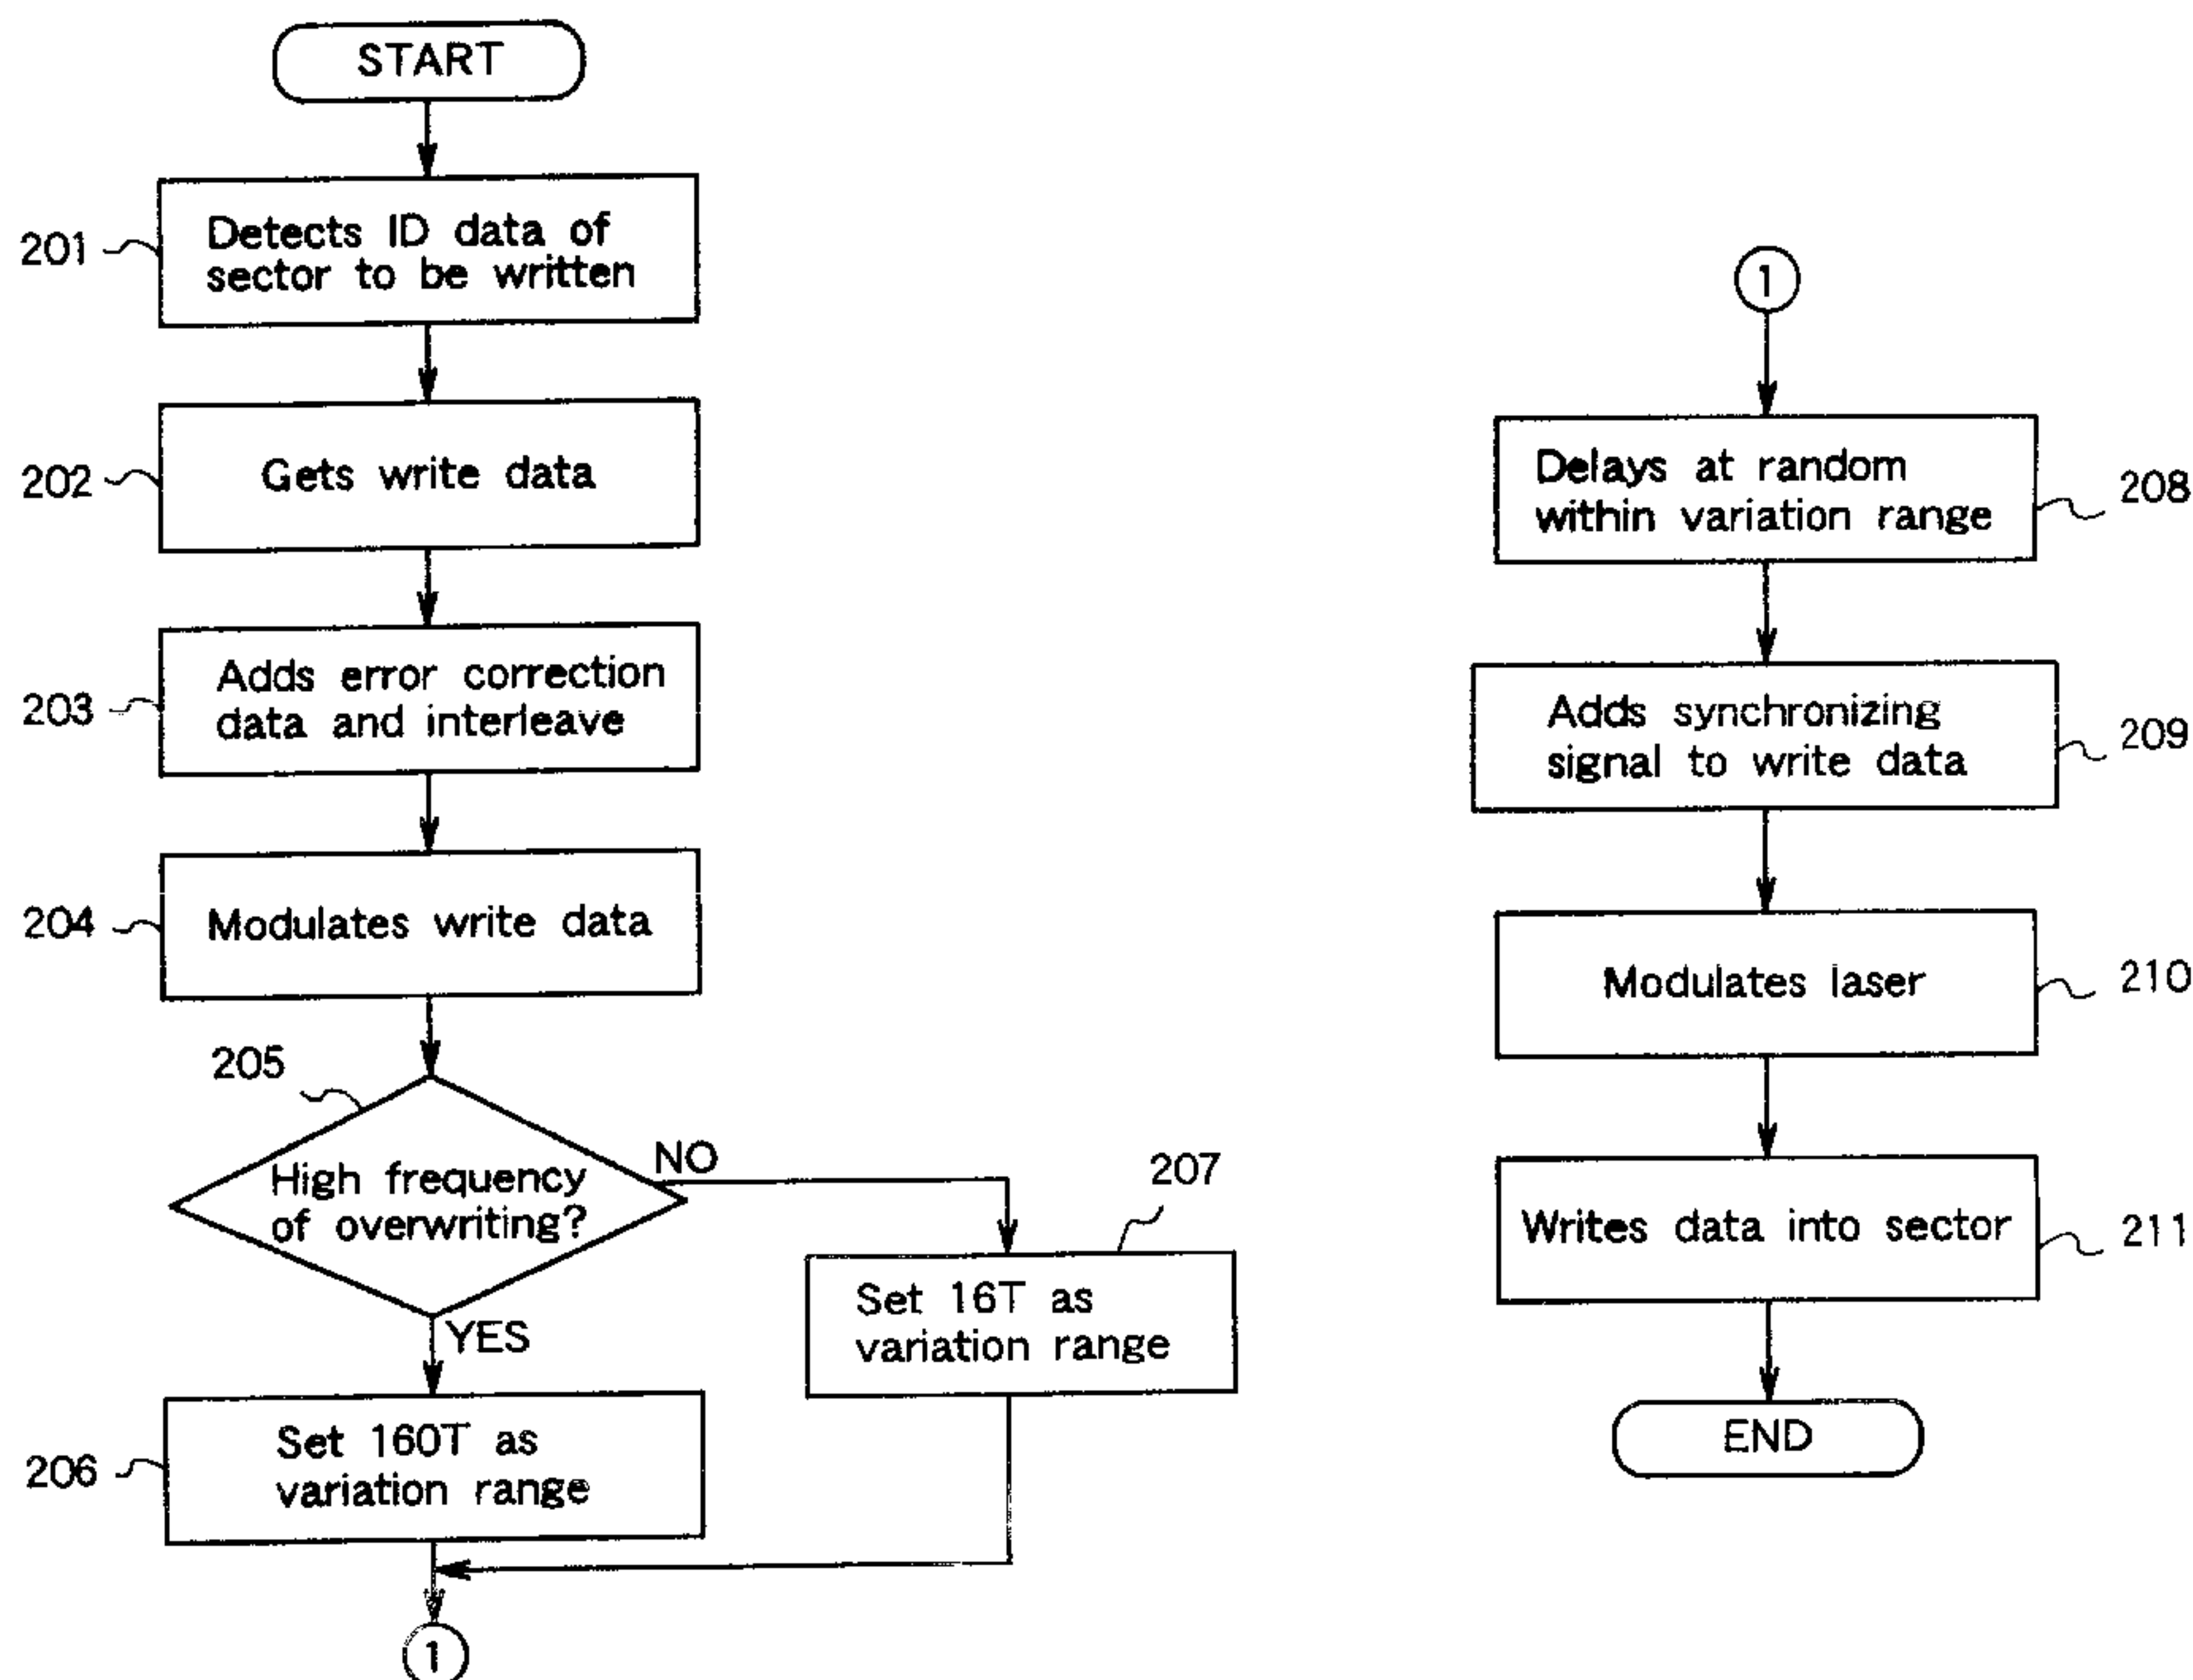 START
201
Detects ID data of
sector to be written
202
Gets write data
203
Adds error correction
data and interleave
204
Modulates write data
205
High frequency
of overwriting?
NO
YES
207
Set 16T as
variation range
206
Set 160T as
variation range
1
1
Delays at random
within variation range
208
Adds synchronizing
signal to write data
209
Modulates laser
210
Writes data into sector
211
END